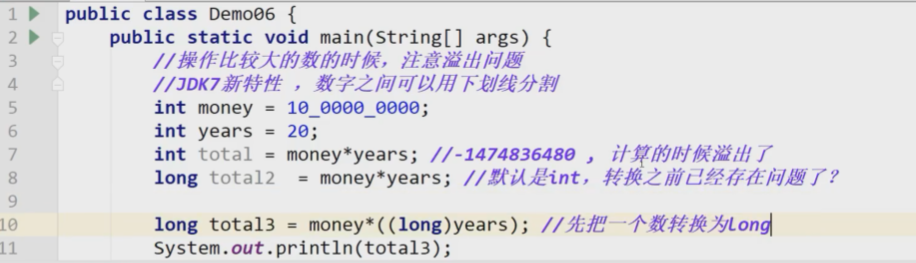 1 public class Demo06 {
2 public static void main(String[] args) {
3 //操作比较大的数的时候，注意溢出问题
4 //JDK7新特性 ，数字之间可以用下划线分割
5 int money = 10_0000_0000;
6 int years = 20;
7 int total = money*years; //-1474836480 , 计算的时候溢出了
8 long total2  = money*years; //默认是int，转换之前已经存在问题了？
9
10 long total3 = money*((long)years); //先把一个数转换为Long
11 System.out.println(total3);